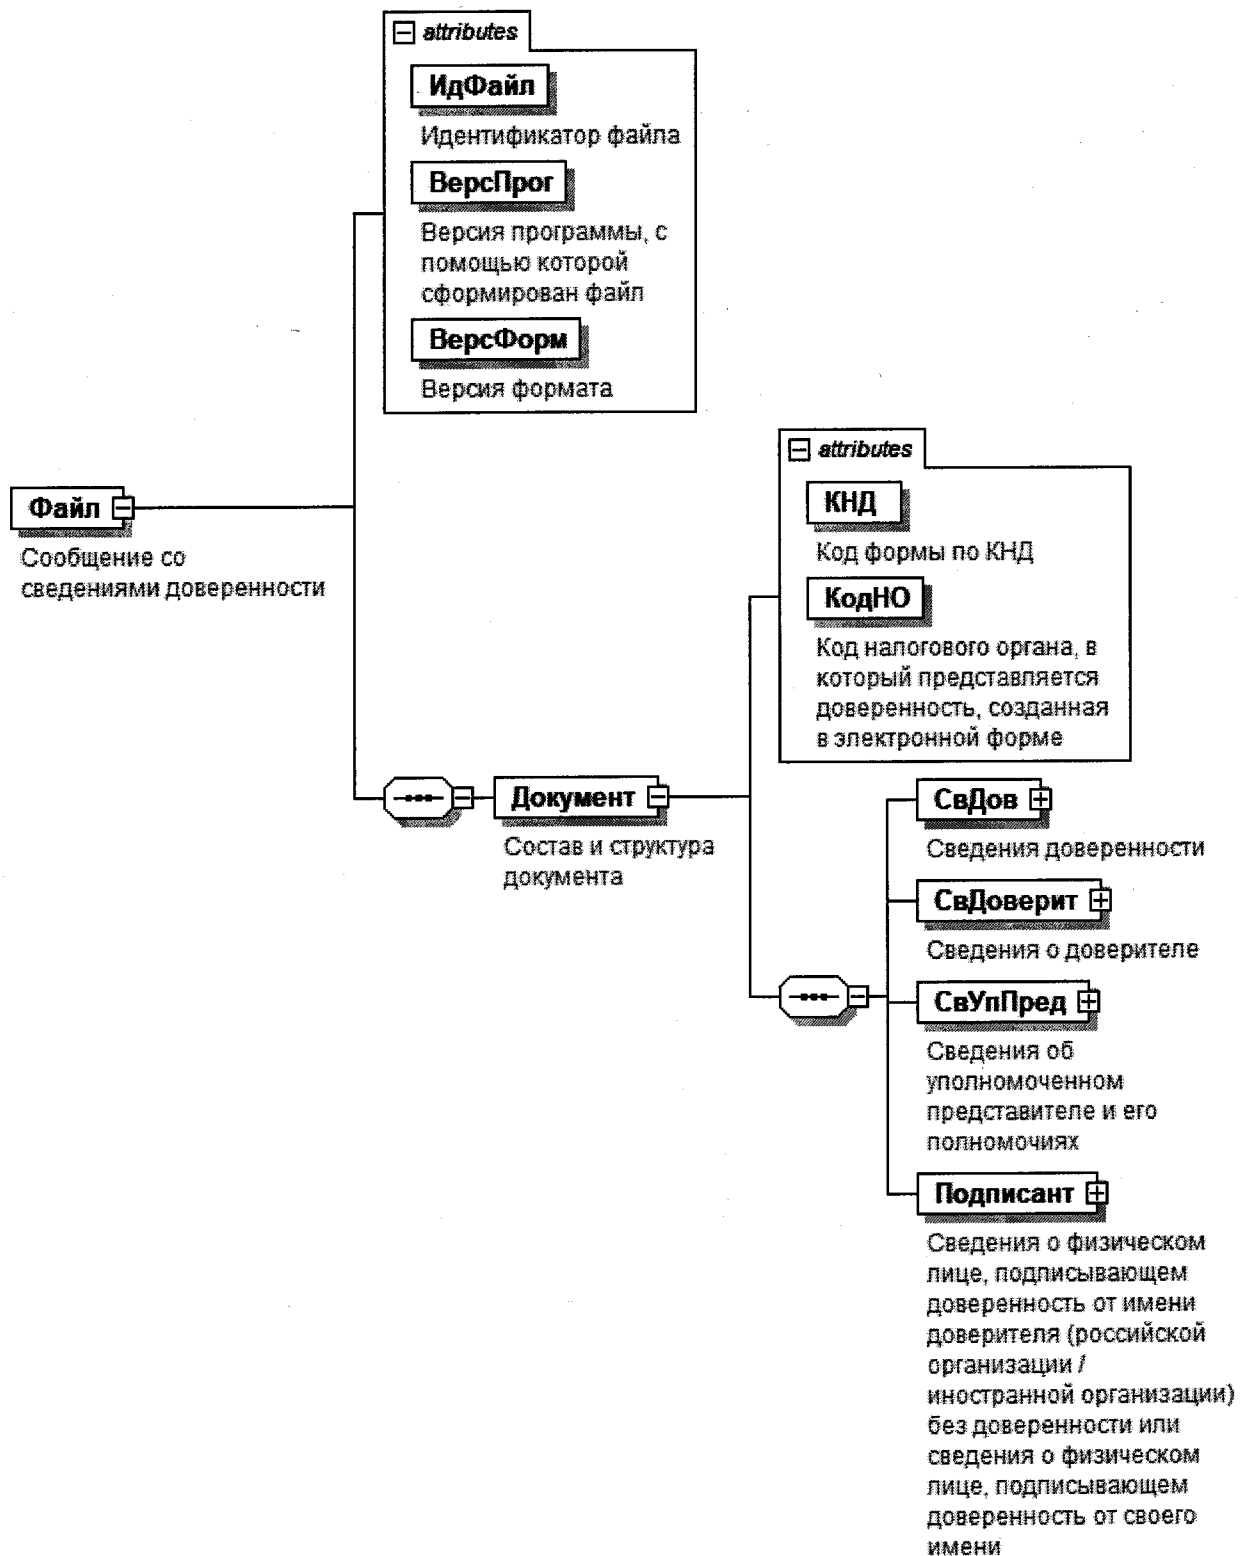 attributes
ИдФайл
Идентификатор файла
ВерсПрог
Версия программы, с
помощью которой
сформирован файл
ВерсФорм
Версия формата
Файл
Сообщение со
сведениями доверенности
attributes
КНД
Код формы по КНД
КодНО
Код налогового органа, в
который представляется
доверенность, созданная
в электронной форме
Документ
Состав и структура
документа
СвДов
Сведения доверенности
СвДоверит
Сведения о доверителе
СвУпПред
Сведения об
уполномоченном
представителе и его
полномочиях
Подписант
Сведения о физическом
лице, подписывающем
доверенность от имени
доверителя (российской
организации /
иностранной организации)
без доверенности или
сведения о физическом
лице, подписывающем
доверенность от своего
имени